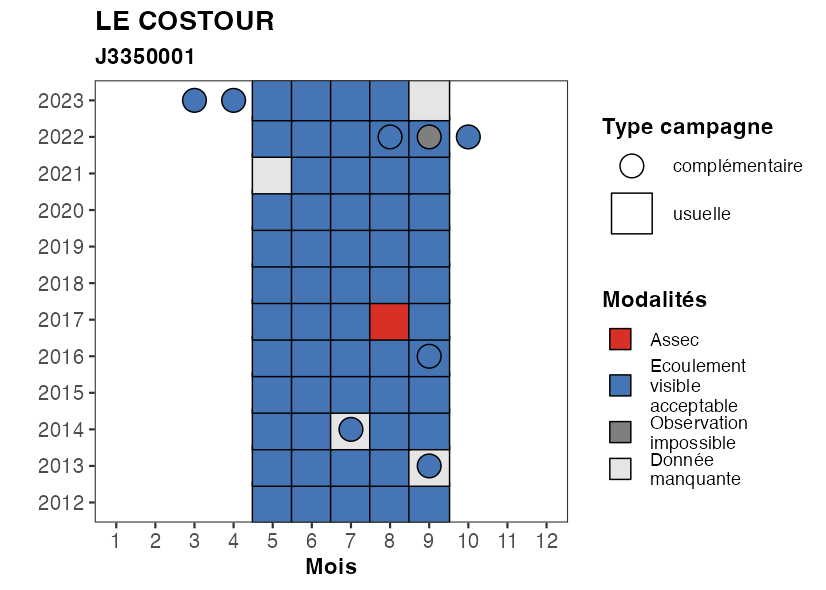 LE COSTOUR
J3350001
2023
2022
2021
2020
2019
2018
2017
2016
2015
2014
2013
2012
1 2 3 4 5 6 7 8 9 10 11 12
Mois
Type campagne
complémentaire
usuelle
Modalités
Assec
Ecoulement
visible
acceptable
Observation
impossible
Donnée
manquante